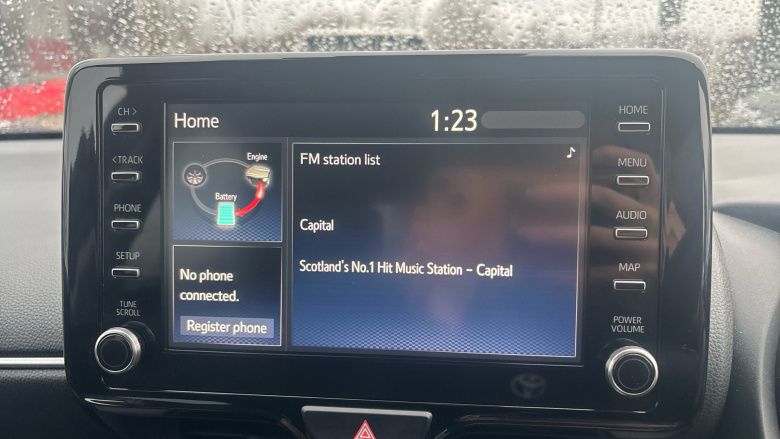 CH >
< TRACK
PHONE
SETUP
TUNE
SCROLL
Home
1:23
Engine
Battery
No phone
connected.
Register phone
FM station list
Capital
Scotland's No.1 Hit Music Station – Capital
HOME
MENU
AUDIO
MAP
POWER
VOLUME